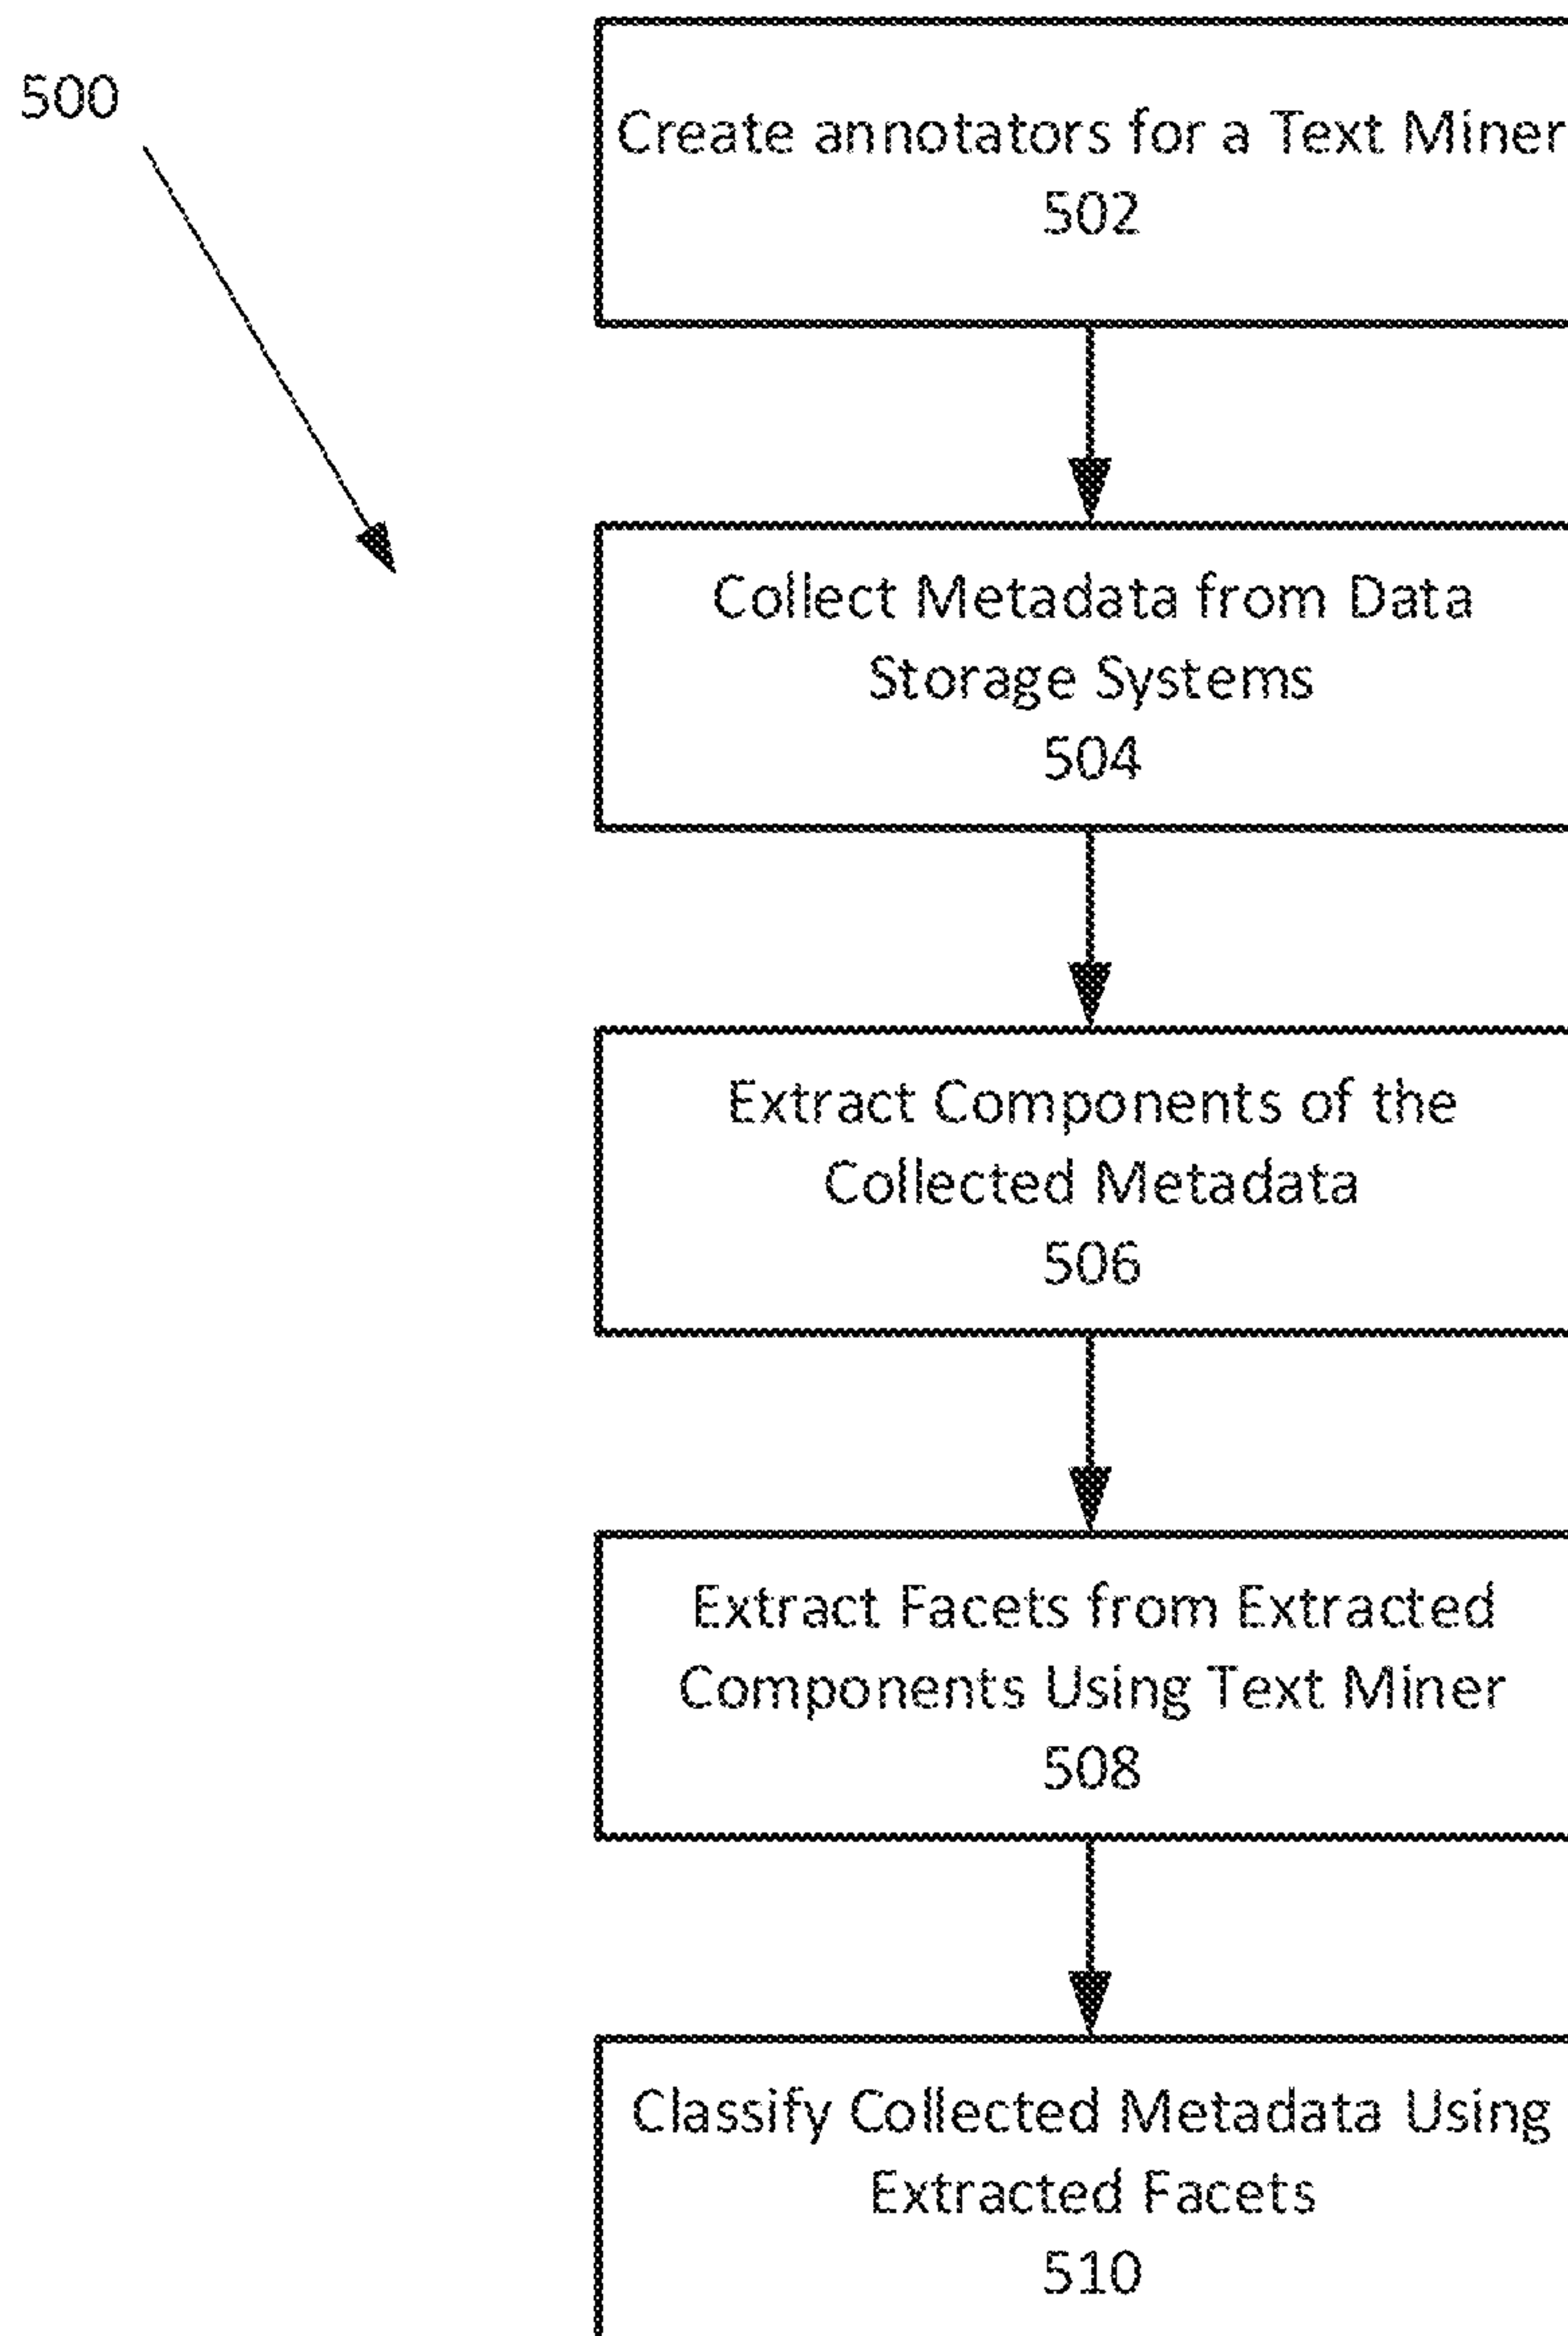 500
Create annotators for a Text Miner
502
Collect Metadata from Data
Storage Systems
504
Extract Components of the
Collected Metadata
506
Extract Facets from Extracted
Components Using Text Miner
508
Classify Collected Metadata Using
Extracted Facets
510